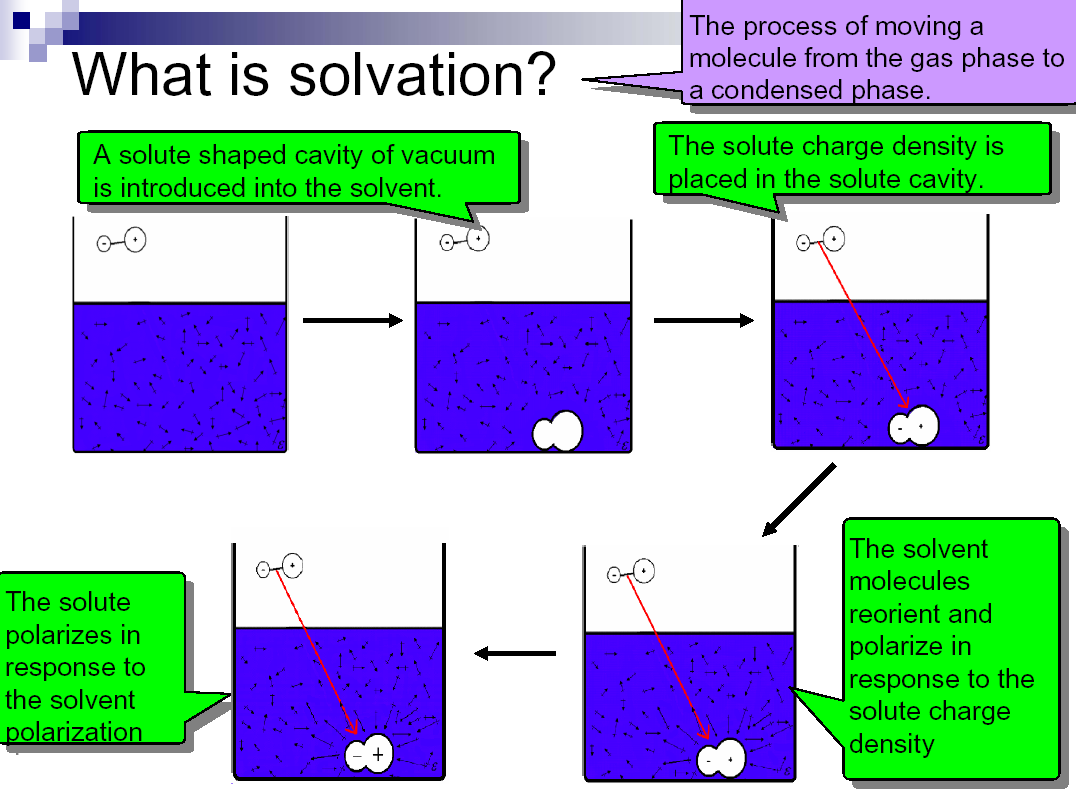 The process of moving a
molecule from the gas phase to
a condensed phase.
What is solvation?
A solute shaped cavity of vacuum
is introduced into the solvent.
The solute charge density is
placed in the solute cavity.
- +
- +
- +
- +
The solvent
molecules
reorient and
polarize in
response to the
solute charge
density
- +
- +
The solute
polarizes in
response to
the solvent
polarization
- +
− +